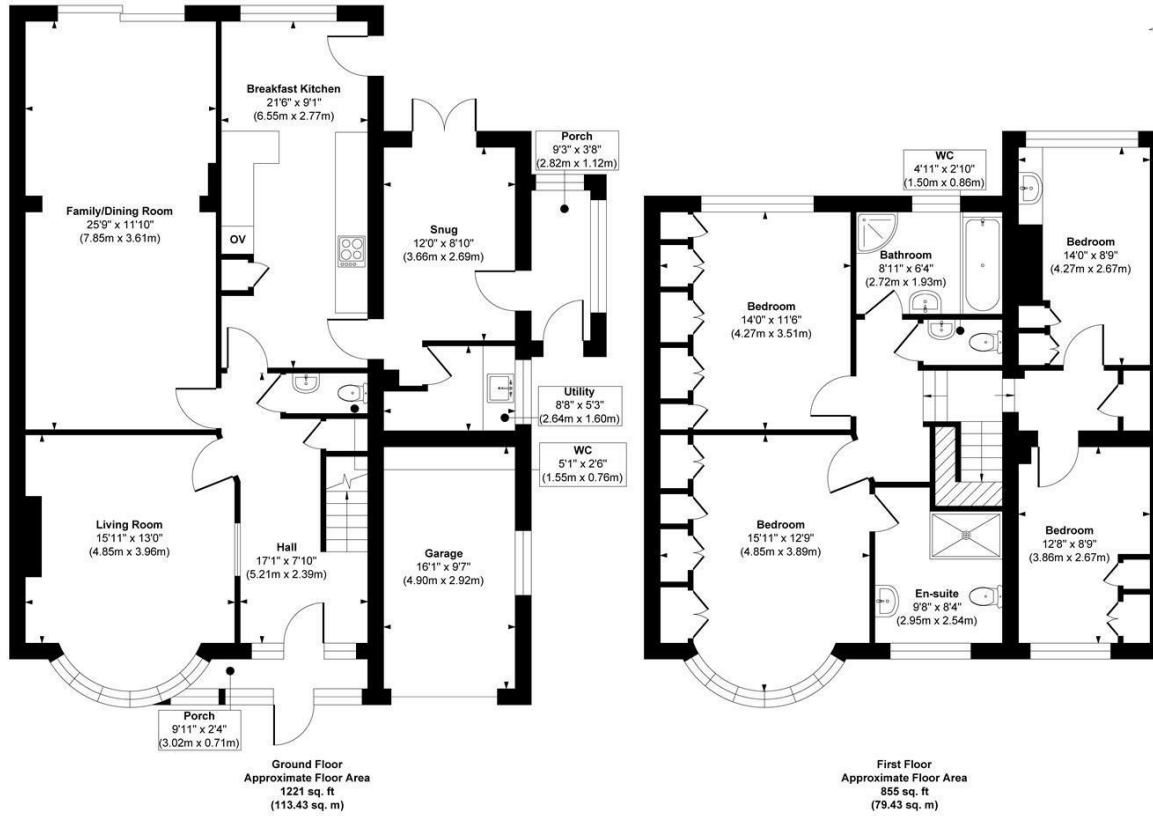 Breakfast Kitchen
21'6" x 9'1"
(6.55m x 2.77m)
Porch
9'3" x 3'8"
(2.82m x 1.12m)
Family/Dining Room
25'9" x 11'10"
(7.85m x 3.61m)
OV
Snug
12'0" x 8'10"
(3.66m x 2.69m)
Utility
8'8" x 5'3"
(2.64m x 1.60m)
WC
5'1" x 2'6"
(1.55m x 0.76m)
Living Room
15'11" x 13'0"
(4.85m x 3.96m)
Hall
17'1" x 7'10"
(5.21m x 2.39m)
Garage
16'1" x 9'7"
(4.90m x 2.92m)
Porch
9'11" x 2'4"
(3.02m x 0.71m)
Ground Floor
Approximate Floor Area
1221 sq. ft
(113.43 sq. m)
WC
4'11" x 2'10"
(1.50m x 0.86m)
Bathroom
8'11" x 6'4"
(2.72m x 1.93m)
Bedroom
14'0" x 8'9"
(4.27m x 2.67m)
Bedroom
14'0" x 11'6"
(4.27m x 3.51m)
Bedroom
15'11" x 12'9"
(4.85m x 3.89m)
En-suite
9'8" x 8'4"
(2.95m x 2.54m)
Bedroom
12'8" x 8'9"
(3.86m x 2.67m)
First Floor
Approximate Floor Area
855 sq. ft
(79.43 sq. m)